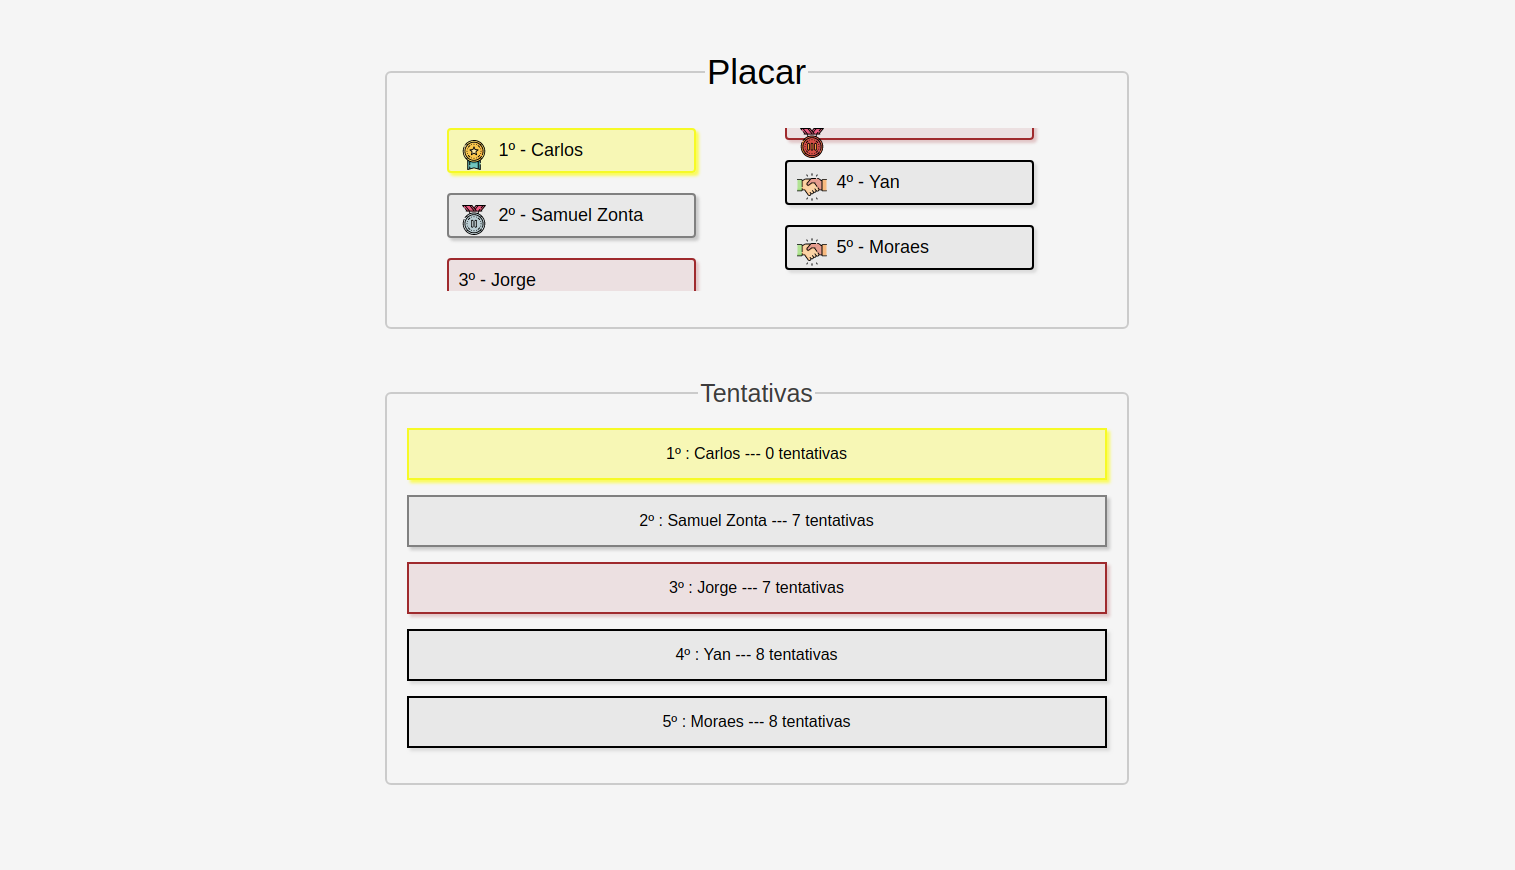 Placar
1º - Carlos
2º - Samuel Zonta
3º - Jorge
4º - Yan
5º - Moraes
Tentativas
1º : Carlos --- 0 tentativas
2º : Samuel Zonta --- 7 tentativas
3º : Jorge --- 7 tentativas
4º : Yan --- 8 tentativas
5º : Moraes --- 8 tentativas